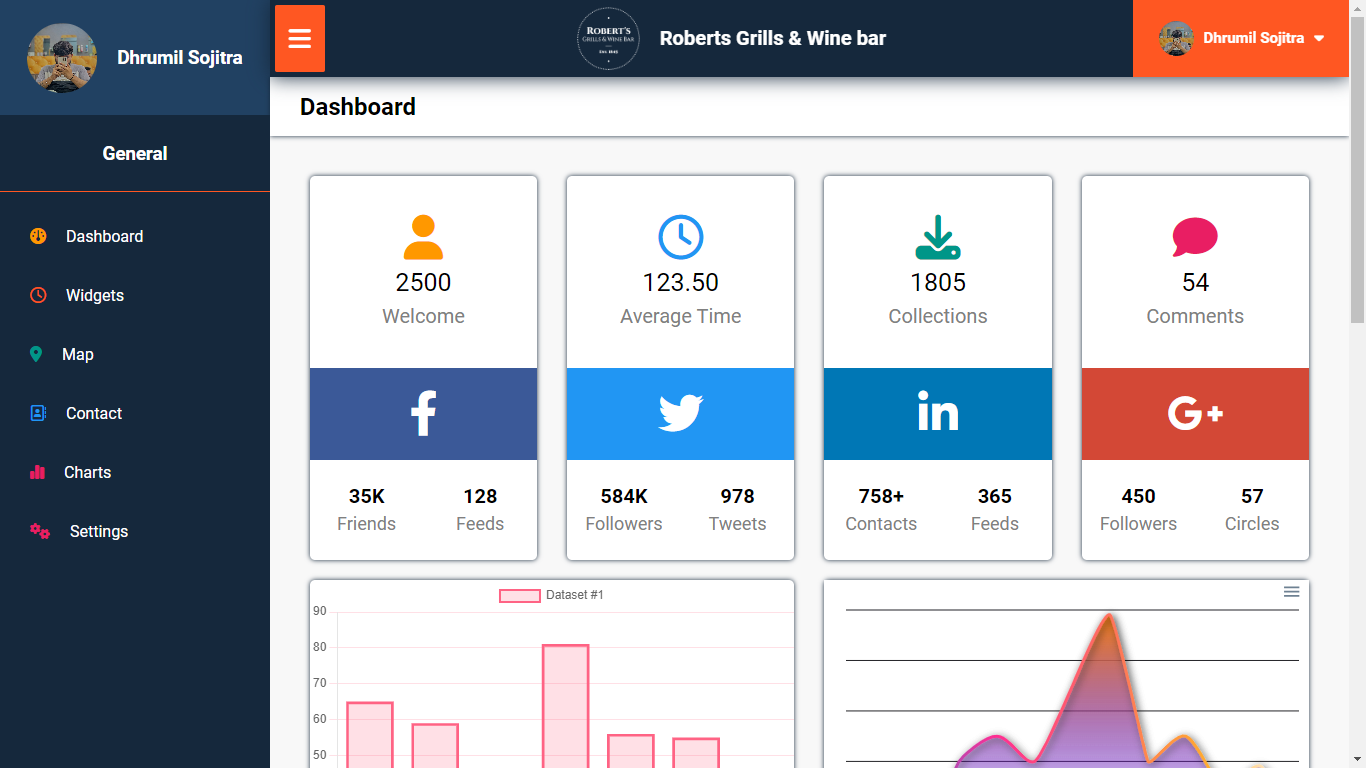 Dhrumil Sojitra
General
Dashboard
Widgets
Map
Contact
Charts
Settings
ROBERT'S
GRILLS & WINE BAR
Roberts Grills & Wine bar
Dhrumil Sojitra
Dashboard
2500
Welcome
35K 128
Friends Feeds
123.50
Average Time
584K 978
Followers Tweets
1805
Collections
in
758+ 365
Contacts Feeds
54
Comments
G+
450 57
Followers Circles
Dataset #1
90
80
70
60
50